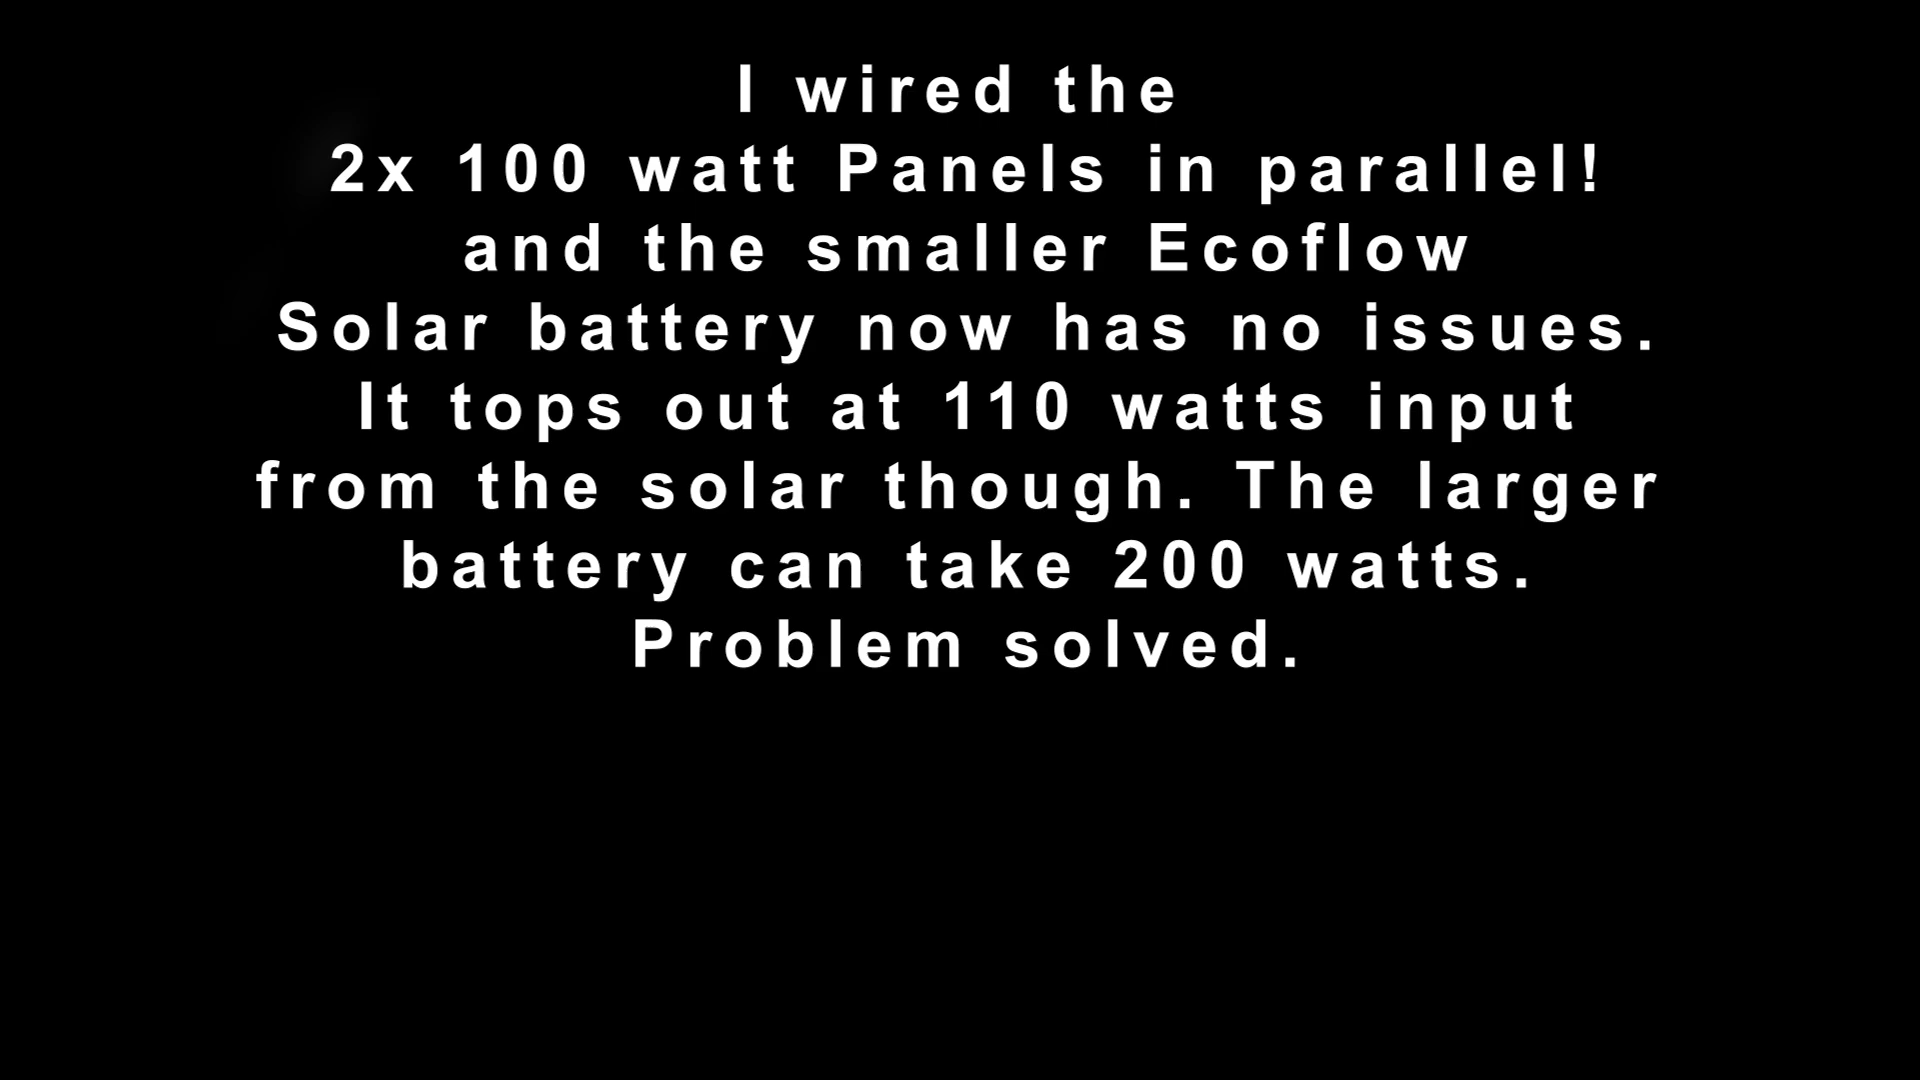 I wired the
2x 100 watt Panels in parallel!
and the smaller Ecoflow
Solar battery now has no issues.
It tops out at 110 watts input
from the solar though. The larger
battery can take 200 watts.
Problem solved.